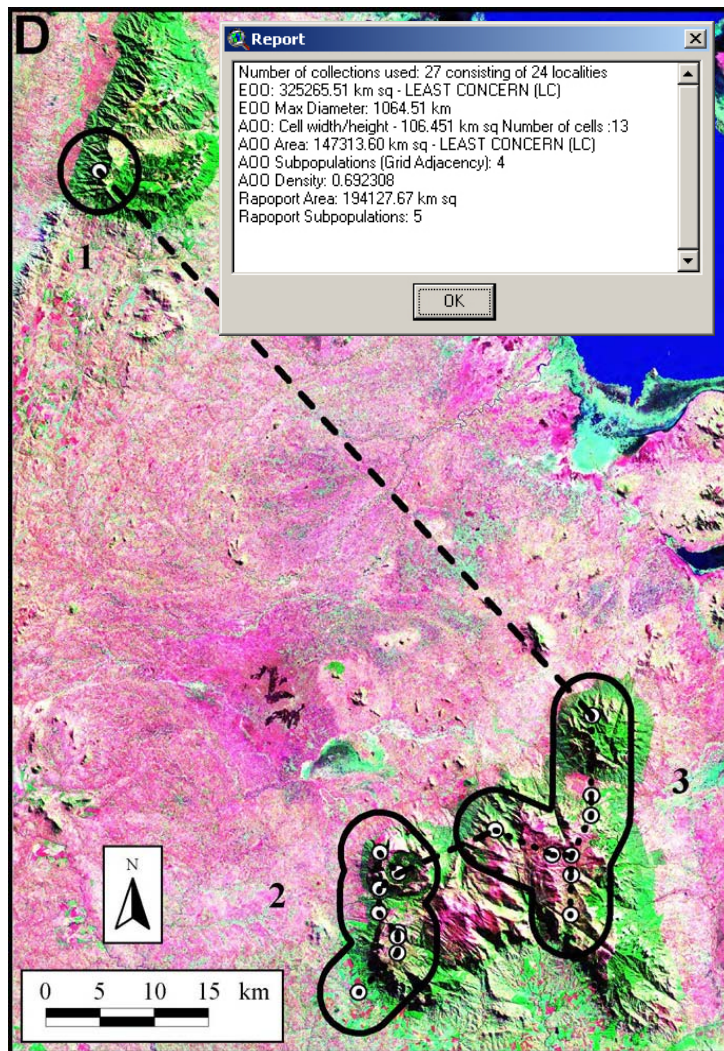 D
Report
Number of collections used: 27 consisting of 24 localities
EOO: 325265.51 km sq - LEAST CONCERN (LC)
EOO Max Diameter: 1064.51 km
AOO: Cell width/height - 106.451 km sq Number of cells :13
AOO Area: 147313.60 km sq - LEAST CONCERN (LC)
AOO Subpopulations (Grid Adjacency): 4
AOO Density: 0.692308
Rapoport Area: 194127.67 km sq
Rapoport Subpopulations: 5
OK
1
3
N
2
0 5 10 15 km